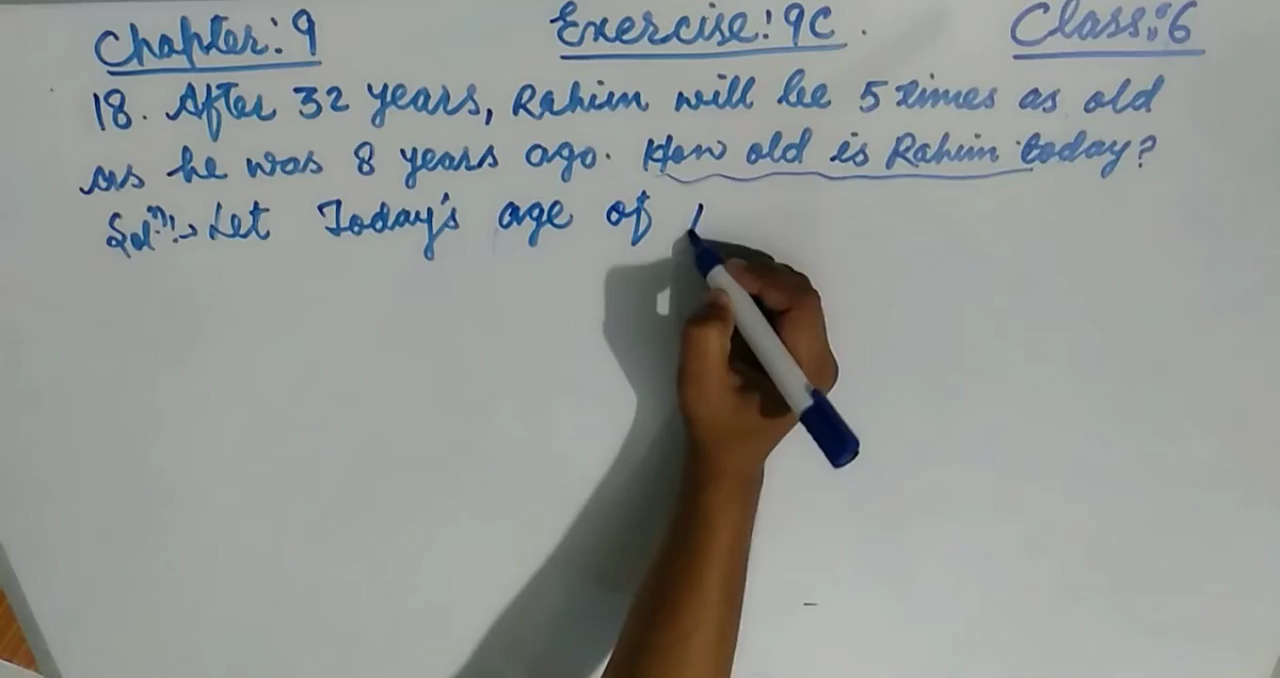 Chapter: 9 Exercise: 9C. Class: 6
18. After 32 years, Rahim will be 5 times as old
as he was 8 years ago. How old is Rahim today?
Solⁿ:→ Let Today's age of